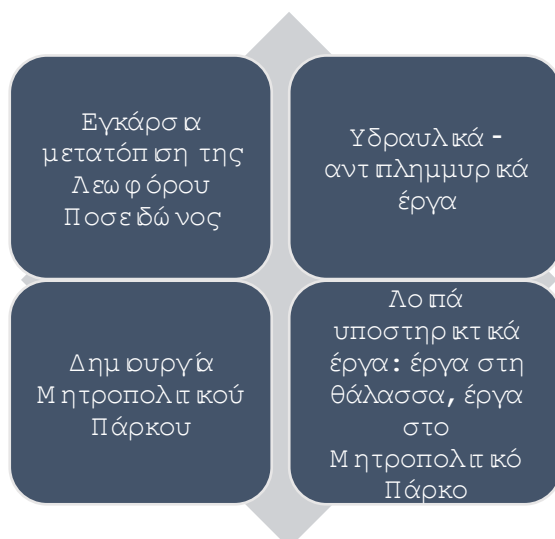 Εγκάρσια
μετατόπιση της
Λεωφόρου
Ποσειδώνος
Υδραυλικά -
αντιπλημμυρικά
έργα
Δημιουργία
Μητροπολιτικού
Πάρκου
Λοιπά
υποστηρικτικά
έργα: έργα στη
θάλασσα, έργα
στο
Μητροπολιτικό
Πάρκο